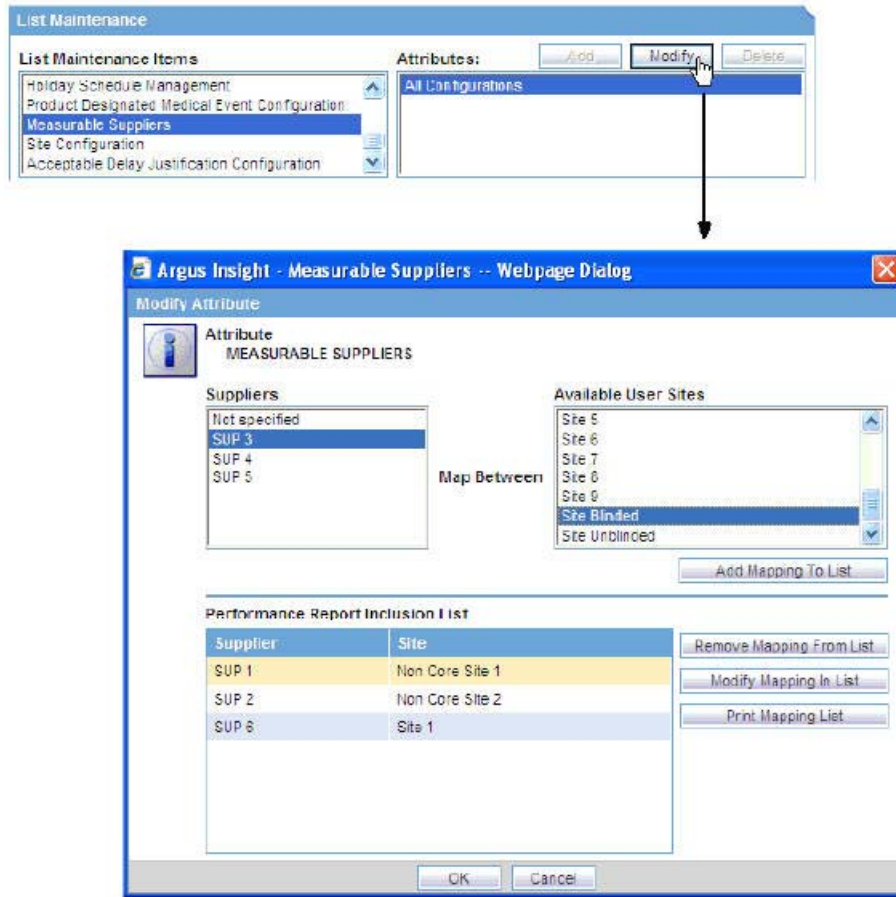 List Maintenance
List Maintenance Items
Attributes:
Add
Modify
Delete
Holiday Schedule Management
Product Designated Medical Event Configuration
Measurable Suppliers
Site Configuration
Acceptable Delay Justification Configuration
All Configurations
Argus Insight - Measurable Suppliers -- Webpage Dialog
Modify Attribute
Attribute
MEASURABLE SUPPLIERS
Suppliers
Not specified
SUP 3
SUP 4
SUP 5
Map Between
Available User Sites
Site 5
Site 6
Site 7
Site 8
Site 9
Site Blinded
Site Unblinded
Add Mapping To List
Performance Report Inclusion List
Supplier Site
SUP 1 Non Core Site 1
SUP 2 Non Core Site 2
SUP 6 Site 1
Remove Mapping From List
Modify Mapping In List
Print Mapping List
OK
Cancel